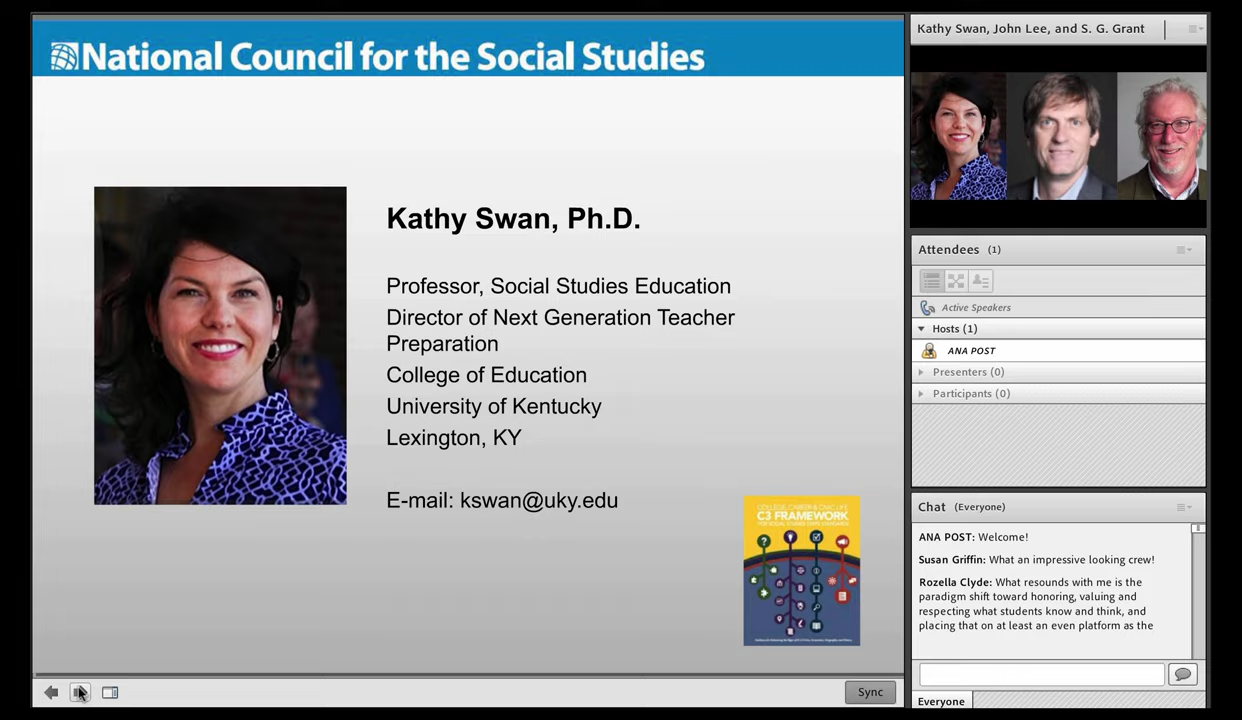 National Council for the Social Studies
Kathy Swan, Ph.D.
Professor, Social Studies Education
Director of Next Generation Teacher
Preparation
College of Education
University of Kentucky
Lexington, KY
E-mail: kswan@uky.edu
COLLEGE, CAREER & CIVIC LIFE
C3 FRAMEWORK
FOR SOCIAL STUDIES STATE STANDARDS
Sync
Kathy Swan, John Lee, and S. G. Grant
Attendees (1)
Active Speakers
Hosts (1)
ANA POST
Presenters (0)
Participants (0)
Chat (Everyone)
ANA POST: Welcome!
Susan Griffin: What an impressive looking crew!
Rozella Clyde: What resounds with me is the
paradigm shift toward honoring, valuing and
respecting what students know and think, and
placing that on at least an even platform as the
Everyone